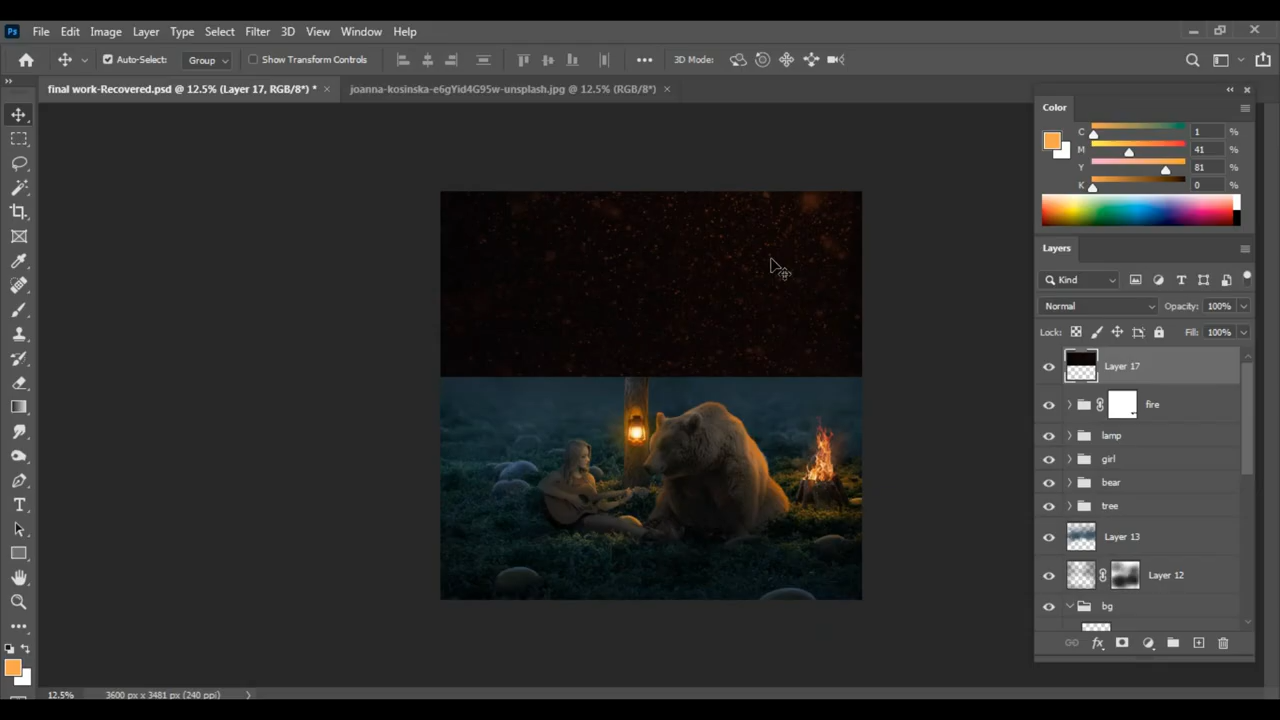 Ps File Edit Image Layer Type Select Filter 3D View Window Help
Auto-Select: Group Show Transform Controls 3D Mode:
final work-Recovered.psd @ 12.5% (Layer 17, RGB/8*) * joanna-kosinska-e6gYid4G95w-unsplash.jpg @ 12.5% (RGB/8*)
Color
C 1 %
M 41 %
Y 81 %
K 0 %
Layers
Kind
Normal Opacity: 100%
Lock: Fill: 100%
Layer 17
fire
lamp
girl
bear
tree
Layer 13
Layer 12
bg
fx
12.5% 3600 px x 3481 px (240 ppi)